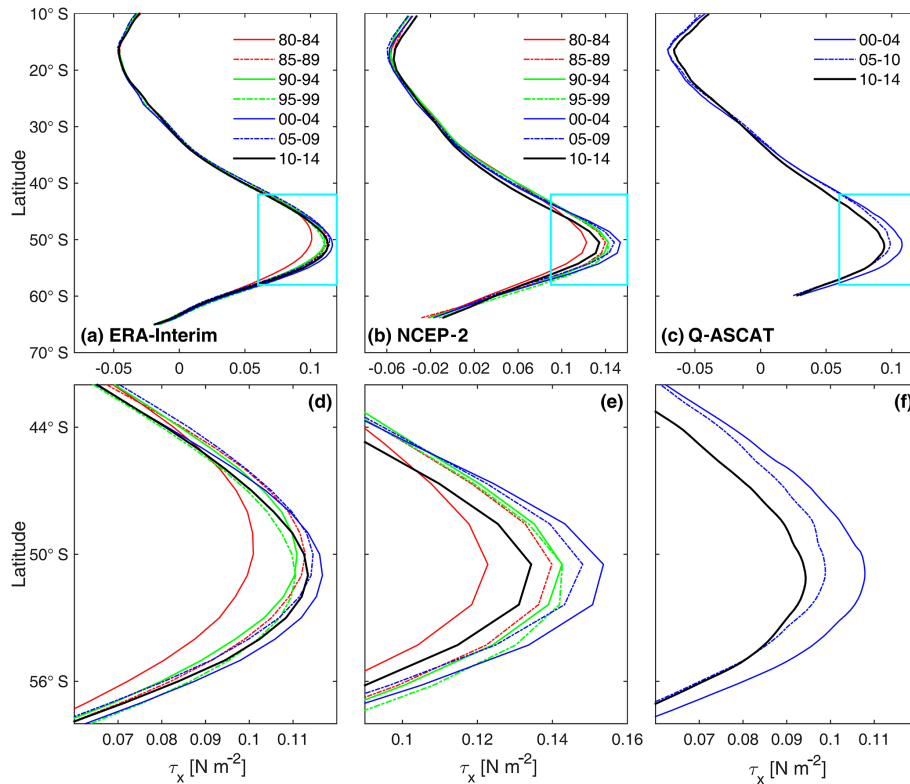 10° S
20° S
30° S
40° S
50° S
60° S
70° S
Latitude
80-84
85-89
90-94
95-99
00-04
05-09
10-14
(a) ERA-Interim
-0.05 0 0.05 0.1
80-84
85-89
90-94
95-99
00-04
05-09
10-14
(b) NCEP-2
-0.06 -0.02 0.02 0.06 0.1 0.14
00-04
05-10
10-14
(c) Q-ASCAT
-0.05 0 0.05 0.1
44° S
50° S
56° S
Latitude
(d)
0.07 0.08 0.09 0.1 0.11
τx [N m-2]
(e)
0.1 0.12 0.14 0.16
τx [N m-2]
(f)
0.07 0.08 0.09 0.1 0.11
τx [N m-2]